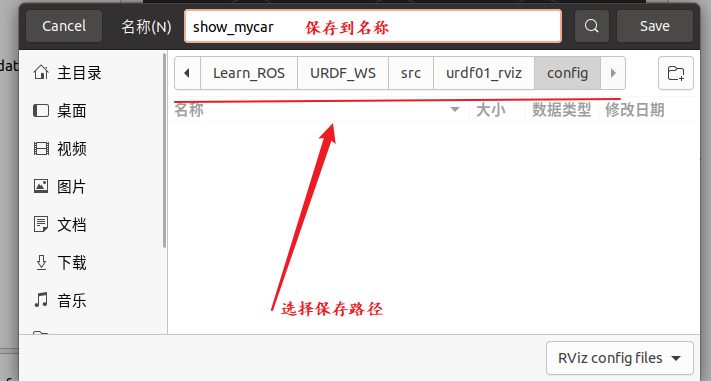 Cancel 名称(N) show_mycar 保存到名称 Save
dat
主目录 Learn_ROS URDF_WS src urdf01_rviz config
名称 大小 数据类型 修改日期
桌面
视频
图片
文档
下载
选择保存路径
音乐
RViz config files